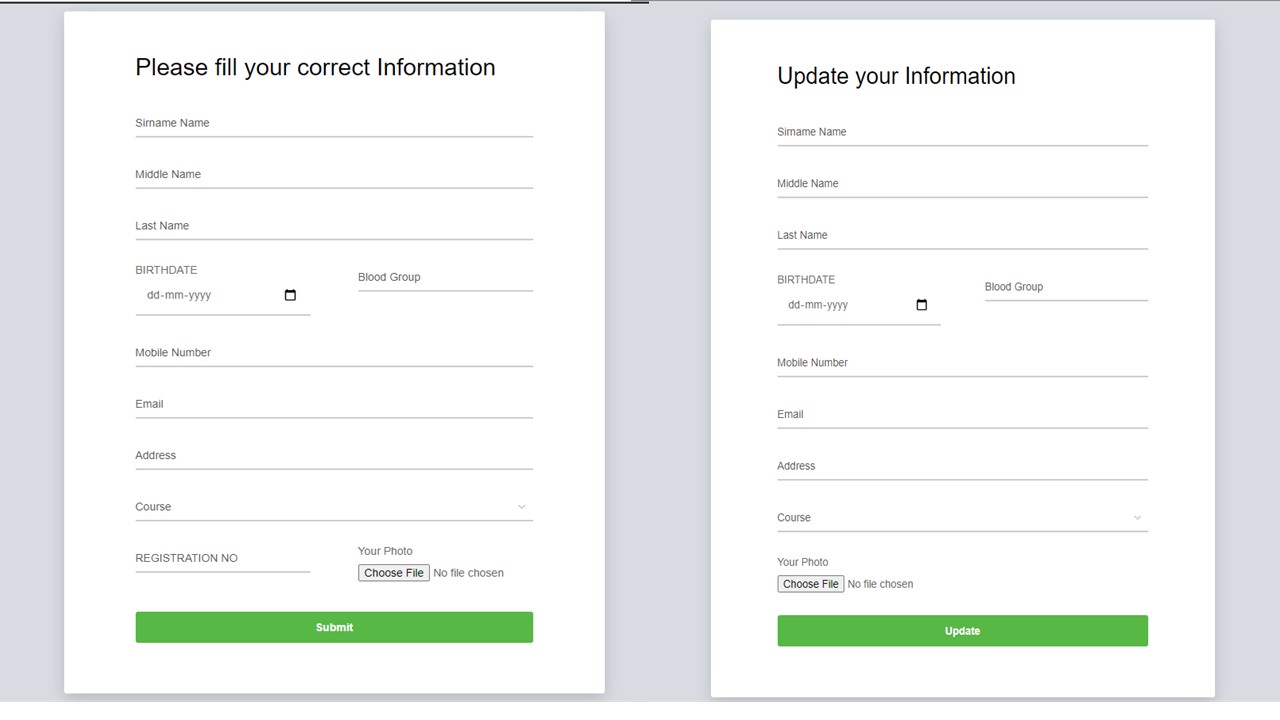 Please fill your correct Information
Sirname Name
Middle Name
Last Name
BIRTHDATE
dd-mm-yyyy
Blood Group
Mobile Number
Email
Address
Course
REGISTRATION NO
Your Photo
Choose File No file chosen
Submit
Update your Information
Sirname Name
Middle Name
Last Name
BIRTHDATE
dd-mm-yyyy
Blood Group
Mobile Number
Email
Address
Course
Your Photo
Choose File No file chosen
Update